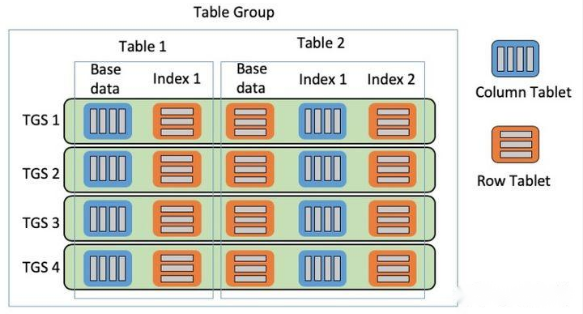 Table Group
Table 1
Table 2
Base
data
Index 1
Base
data
Index 1
Index 2
TGS 1
TGS 2
TGS 3
TGS 4
Column Tablet
Row Tablet